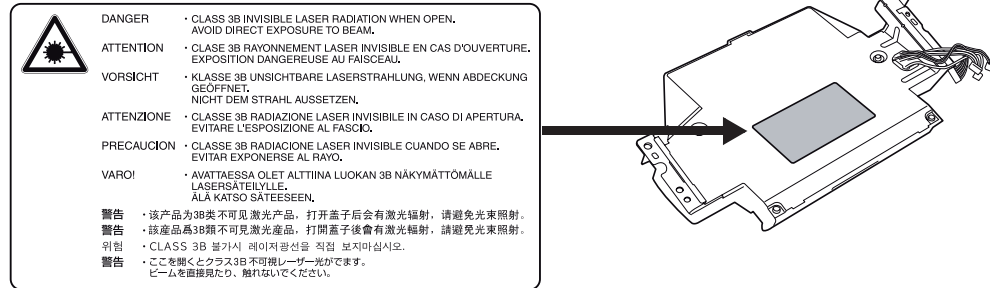 DANGER ・CLASS 3B INVISIBLE LASER RADIATION WHEN OPEN.
AVOID DIRECT EXPOSURE TO BEAM.
ATTENTION ・CLASE 3B RAYONNEMENT LASER INVISIBLE EN CAS D'OUVERTURE.
EXPOSITION DANGEREUSE AU FAISCEAU.
VORSICHT ・KLASSE 3B UNSICHTBARE LASERSTRAHLUNG, WENN ABDECKUNG
GEÖFFNET.
NICHT DEM STRAHL AUSSETZEN.
ATTENZIONE ・CLASSE 3B RADIAZIONE LASER INVISIBILE IN CASO DI APERTURA.
EVITARE L'ESPOSIZIONE AL FASCIO.
PRECAUCION ・CLASSE 3B RADIACIONE LASER INVISIBLE CUANDO SE ABRE.
EVITAR EXPONERSE AL RAYO.
VARO! ・AVATTAESSA OLET ALTTIINA LUOKAN 3B NÄKYMÄTTÖMÄLLE
LASERSÄTEILYLLE.
ÄLÄ KATSO SÄTEESEEN.
警告 ・该产品为3B类不可见激光产品，打开盖子后会有激光辐射，请避免光束照射。
警告 ・該産品爲3B類不可見激光産品，打開蓋子後會有激光輻射，請避免光束照射。
위험 ・CLASS 3B 불가시 레이저광선을 직접 보지마십시오.
警告 ・ここを開くとクラス3B不可視レーザー光がでます。
ビームを直接見たり、触れないでください。